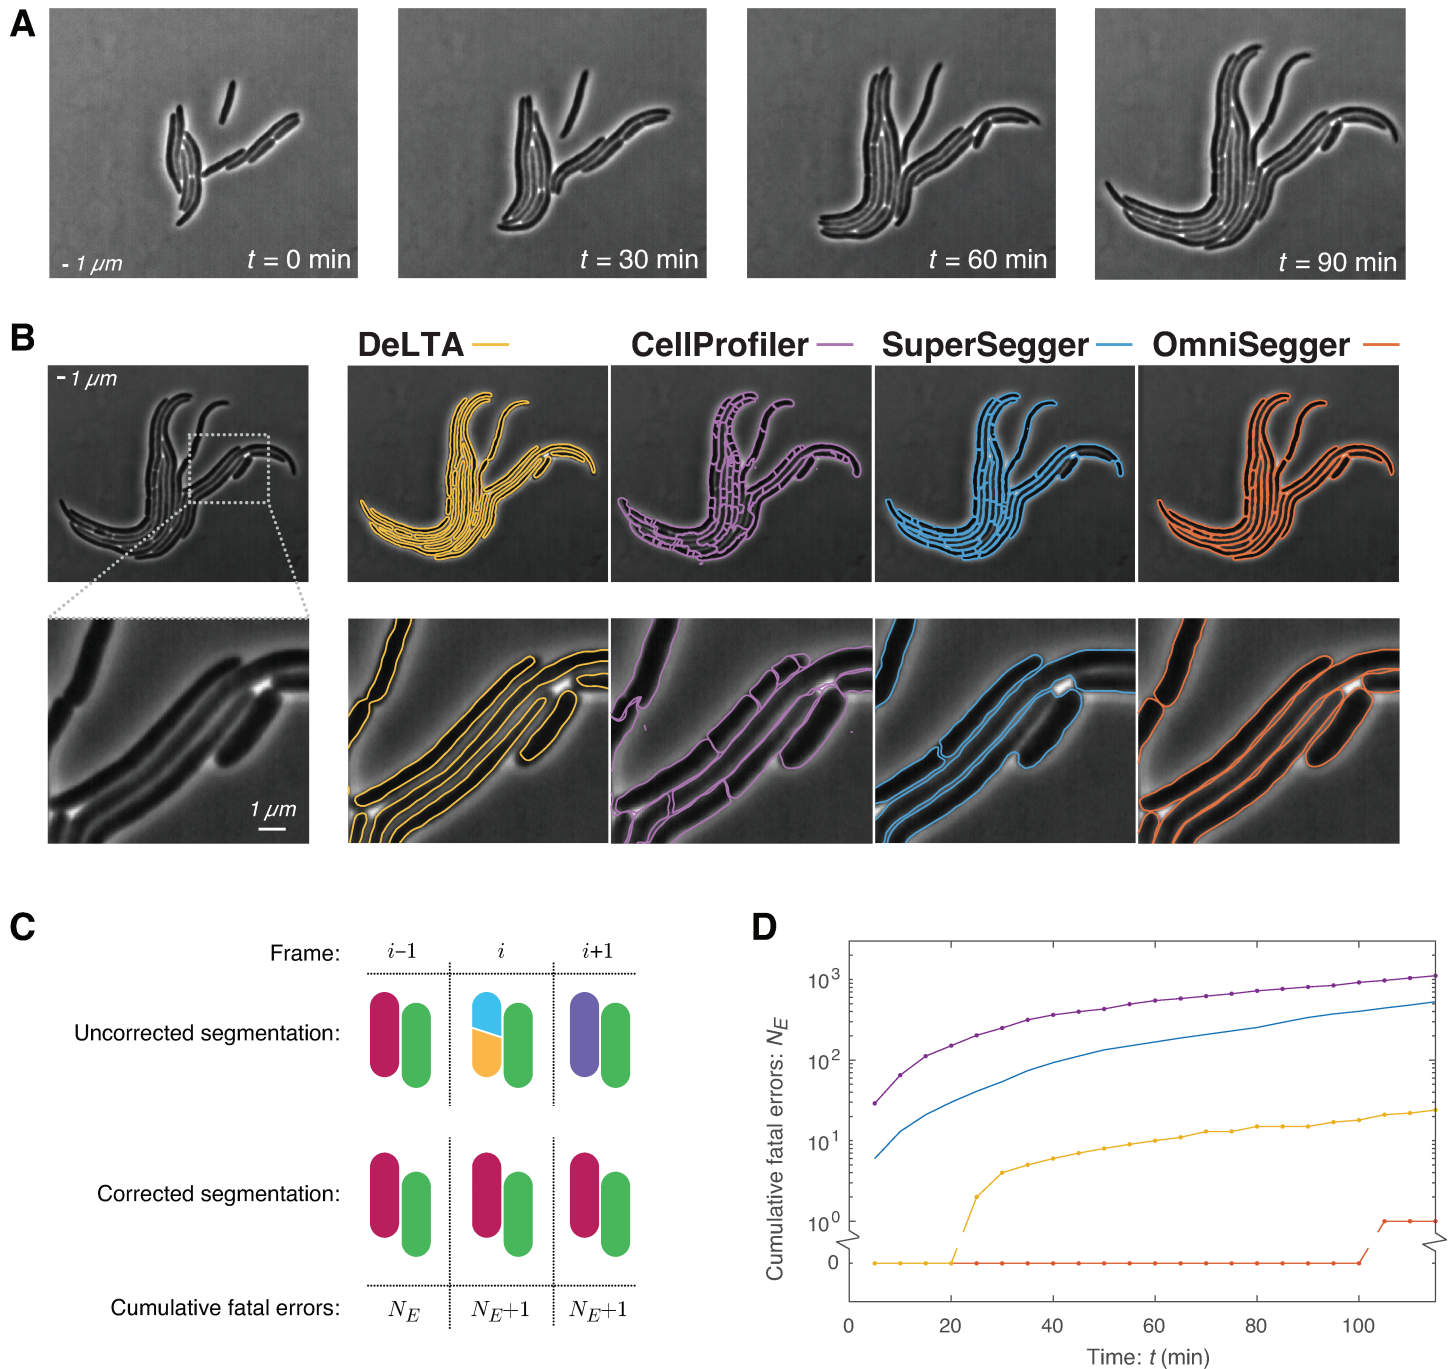 A
1 µm
t = 0 min
t = 30 min
t = 60 min
t = 90 min
B
DeLTA
CellProfiler
SuperSegger
OmniSegger
1 µm
1 µm
C
Frame:
i−1
i
i+1
Uncorrected segmentation:
Corrected segmentation:
Cumulative fatal errors:
N_E
N_E+1
N_E+1
D
Cumulative fatal errors: N_E
10^3
10^2
10^1
10^0
0
0
20
40
60
80
100
Time: t (min)